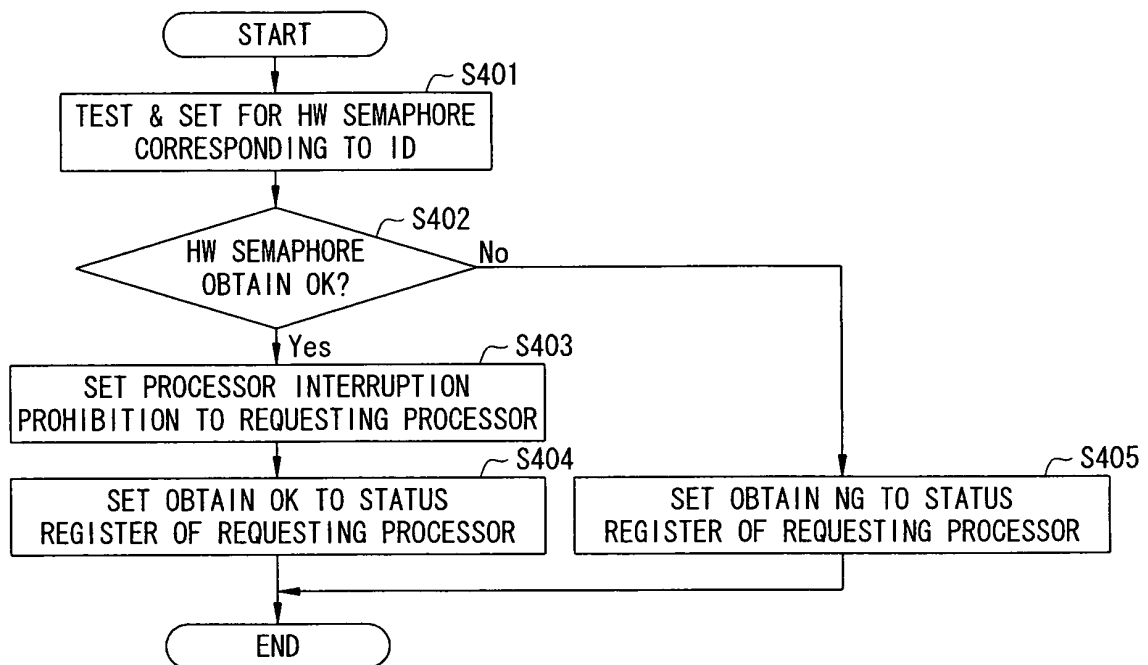 START
S401
TEST & SET FOR HW SEMAPHORE
CORRESPONDING TO ID
S402
HW SEMAPHORE
OBTAIN OK?
No
Yes
S403
SET PROCESSOR INTERRUPTION
PROHIBITION TO REQUESTING PROCESSOR
S404
SET OBTAIN OK TO STATUS
REGISTER OF REQUESTING PROCESSOR
S405
SET OBTAIN NG TO STATUS
REGISTER OF REQUESTING PROCESSOR
END